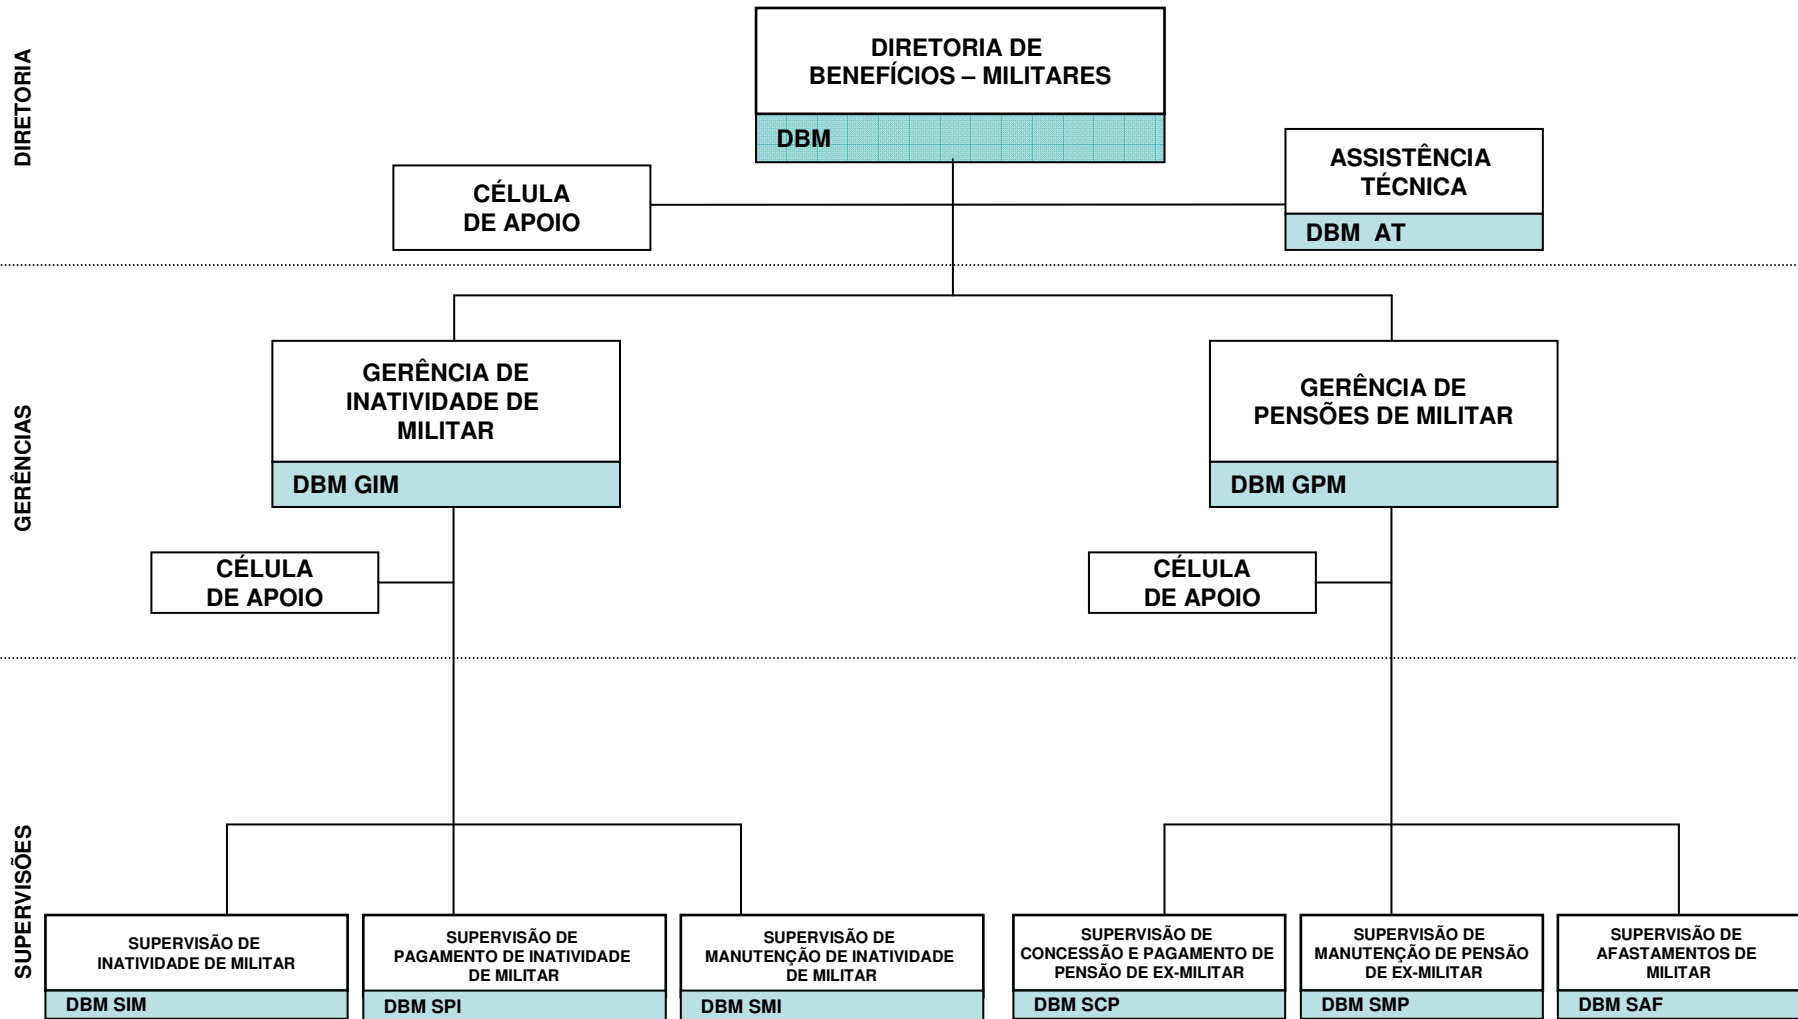 DIRETORIA
DIRETORIA DE
BENEFÍCIOS – MILITARES
DBM
CÉLULA
DE APOIO
ASSISTÊNCIA
TÉCNICA
DBM AT
GERÊNCIAS
GERÊNCIA DE
INATIVIDADE DE
MILITAR
DBM GIM
GERÊNCIA DE
PENSÕES DE MILITAR
DBM GPM
CÉLULA
DE APOIO
CÉLULA
DE APOIO
SUPERVISÕES
SUPERVISÃO DE
INATIVIDADE DE MILITAR
DBM SIM
SUPERVISÃO DE
PAGAMENTO DE INATIVIDADE
DE MILITAR
DBM SPI
SUPERVISÃO DE
MANUTENÇÃO DE INATIVIDADE
DE MILITAR
DBM SMI
SUPERVISÃO DE
CONCESSÃO E PAGAMENTO DE
PENSÃO DE EX-MILITAR
DBM SCP
SUPERVISÃO DE
MANUTENÇÃO DE PENSÃO
DE EX-MILITAR
DBM SMP
SUPERVISÃO DE
AFASTAMENTOS DE
MILITAR
DBM SAF